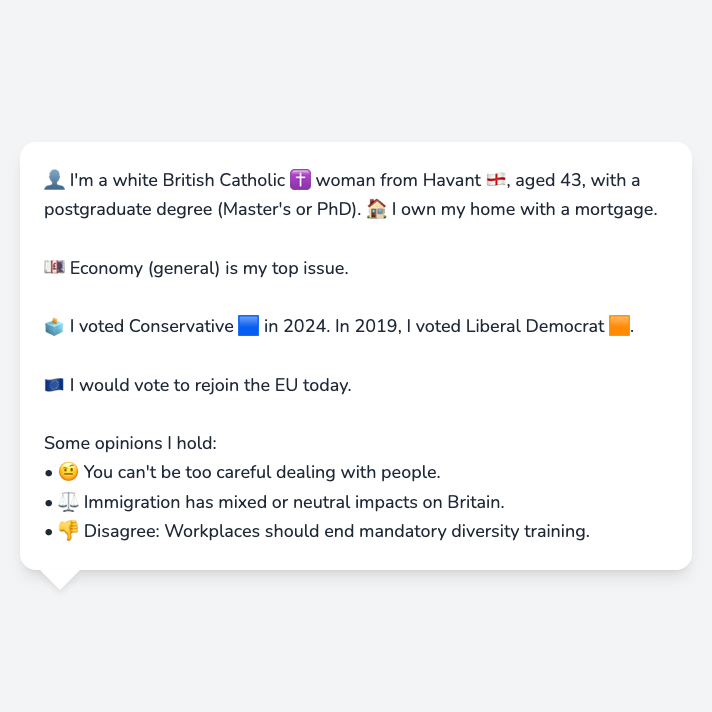 👤 I'm a white British Catholic ✝️ woman from Havant 🏴󠁧󠁢󠁥󠁮󠁧󠁿, aged 43, with a
postgraduate degree (Master's or PhD). 🏠 I own my home with a mortgage.
💷 Economy (general) is my top issue.
🗳️ I voted Conservative 🟦 in 2024. In 2019, I voted Liberal Democrat 🟧.
🇪🇺 I would vote to rejoin the EU today.
Some opinions I hold:
• 🤨 You can't be too careful dealing with people.
• ⚖️ Immigration has mixed or neutral impacts on Britain.
• 👎 Disagree: Workplaces should end mandatory diversity training.